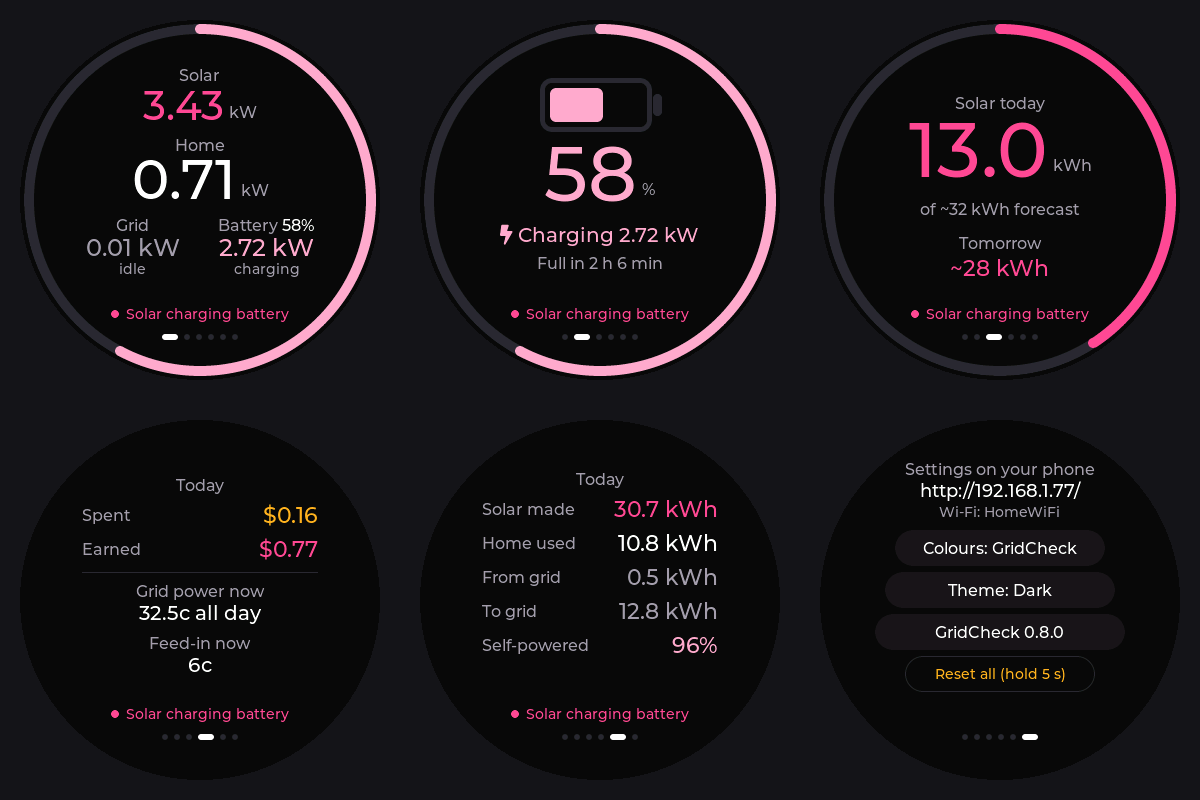 Solar
3.43 kW
Home
0.71 kW
Grid
0.01 kW
idle
Battery 58%
2.72 kW
charging
Solar charging battery
58 %
Charging 2.72 kW
Full in 2 h 6 min
Solar charging battery
Solar today
13.0 kWh
of ~32 kWh forecast
Tomorrow
~28 kWh
Solar charging battery
Today
Spent $0.16
Earned $0.77
Grid power now
32.5c all day
Feed-in now
6c
Solar charging battery
Today
Solar made 30.7 kWh
Home used 10.8 kWh
From grid 0.5 kWh
To grid 12.8 kWh
Self-powered 96%
Solar charging battery
Settings on your phone
http://192.168.1.77/
Wi-Fi: HomeWiFi
Colours: GridCheck
Theme: Dark
GridCheck 0.8.0
Reset all (hold 5 s)